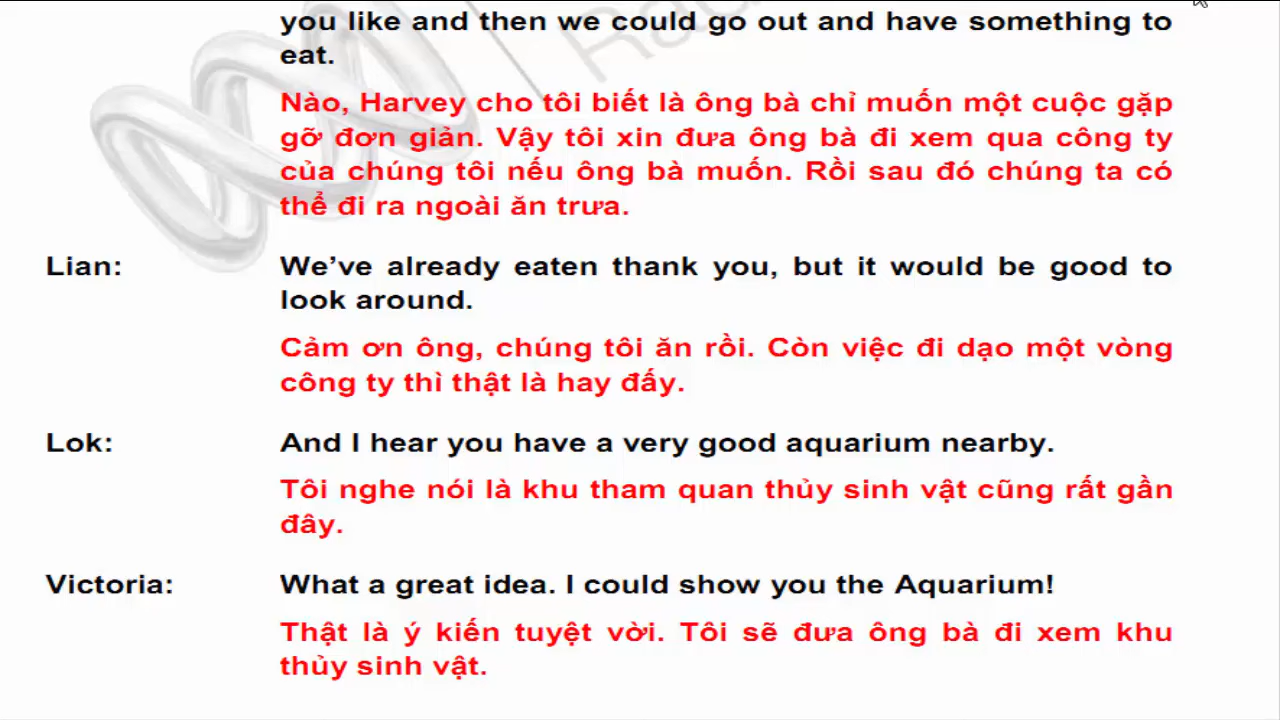 you like and then we could go out and have something to
eat.
Nào, Harvey cho tôi biết là ông bà chỉ muốn một cuộc gặp
gỡ đơn giản. Vậy tôi xin đưa ông bà đi xem qua công ty
của chúng tôi nếu ông bà muốn. Rồi sau đó chúng ta có
thể đi ra ngoài ăn trưa.
Lian: We’ve already eaten thank you, but it would be good to
look around.
Cảm ơn ông, chúng tôi ăn rồi. Còn việc đi dạo một vòng
công ty thì thật là hay đấy.
Lok: And I hear you have a very good aquarium nearby.
Tôi nghe nói là khu tham quan thủy sinh vật cũng rất gần
đây.
Victoria: What a great idea. I could show you the Aquarium!
Thật là ý kiến tuyệt vời. Tôi sẽ đưa ông bà đi xem khu
thủy sinh vật.